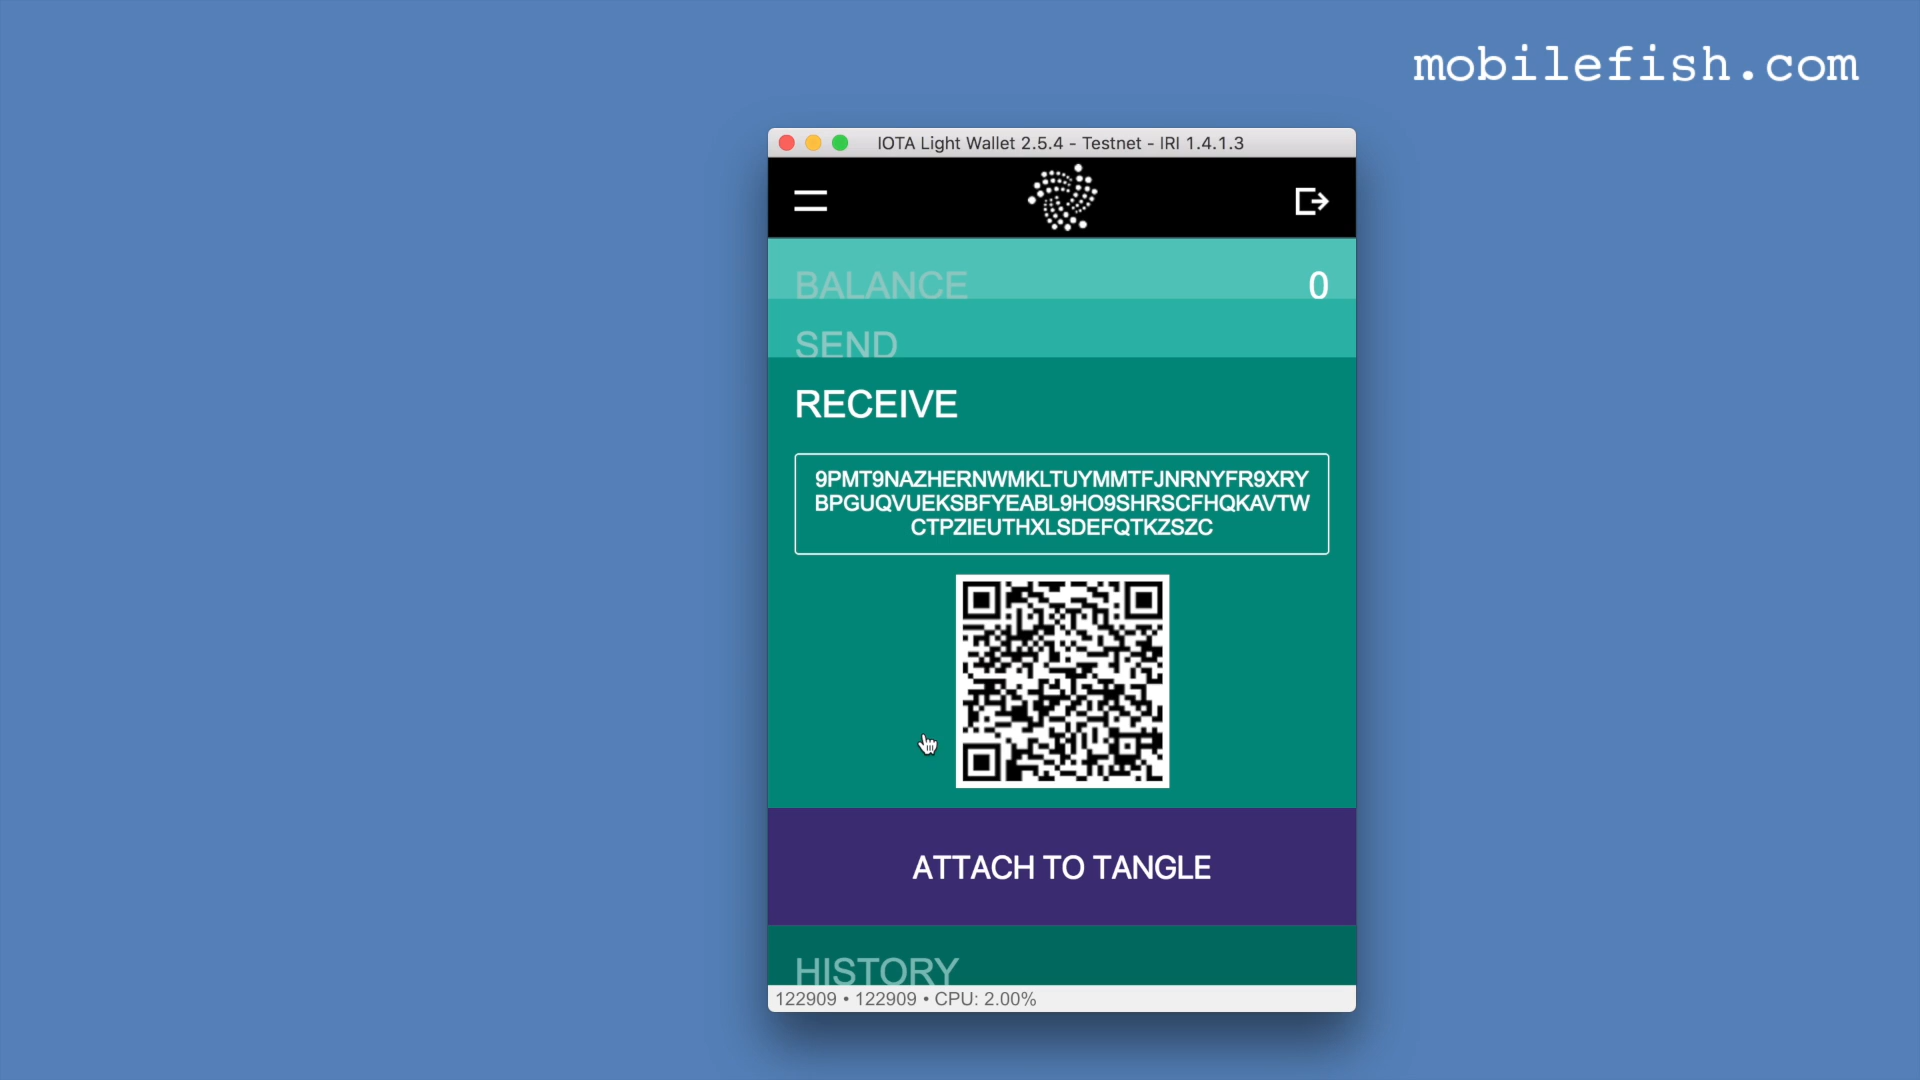 mobilefish.com
IOTA Light Wallet 2.5.4 - Testnet - IRI 1.4.1.3
BALANCE 0
SEND
RECEIVE
9PMT9NAZHERNWMKLTUYMMTFJNRNYFR9XRY
BPGUQVUEKSBFYEABL9HO9SHRSCFHQKAVTW
CTPZIEUTHXLSDEFQTKZSZC
ATTACH TO TANGLE
HISTORY
122909 • 122909 • CPU: 2.00%